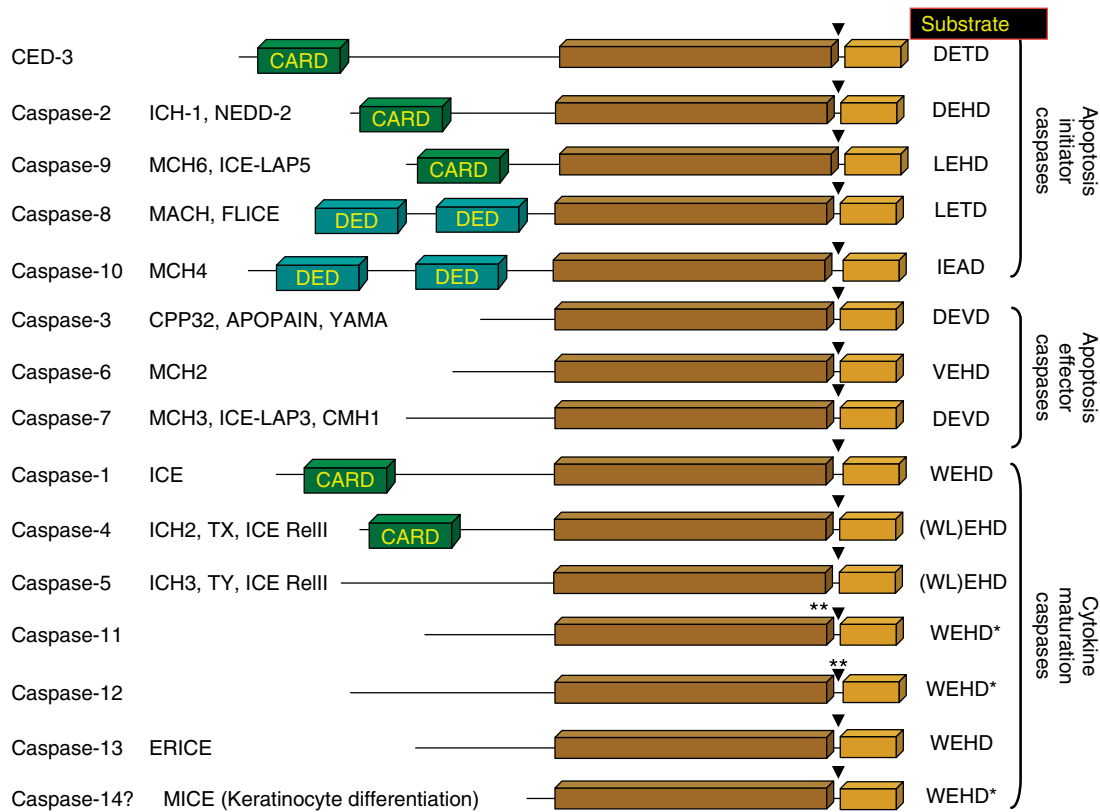 Substrate
CED-3 CARD DETD
Caspase-2 ICH-1, NEDD-2 CARD DEHD
Caspase-9 MCH6, ICE-LAP5 CARD LEHD
Caspase-8 MACH, FLICE DED DED LETD
Caspase-10 MCH4 DED DED IEAD
Apoptosis
initiator
caspases
Caspase-3 CPP32, APOPAIN, YAMA DEVD
Caspase-6 MCH2 VEHD
Caspase-7 MCH3, ICE-LAP3, CMH1 DEVD
Apoptosis
effector
caspases
Caspase-1 ICE CARD WEHD
Caspase-4 ICH2, TX, ICE RelII CARD (WL)EHD
Caspase-5 ICH3, TY, ICE RelII (WL)EHD
**
Caspase-11 WEHD*
**
Caspase-12 WEHD*
Caspase-13 ERICE WEHD
Caspase-14? MICE (Keratinocyte differentiation) WEHD*
Cytokine
maturation
caspases